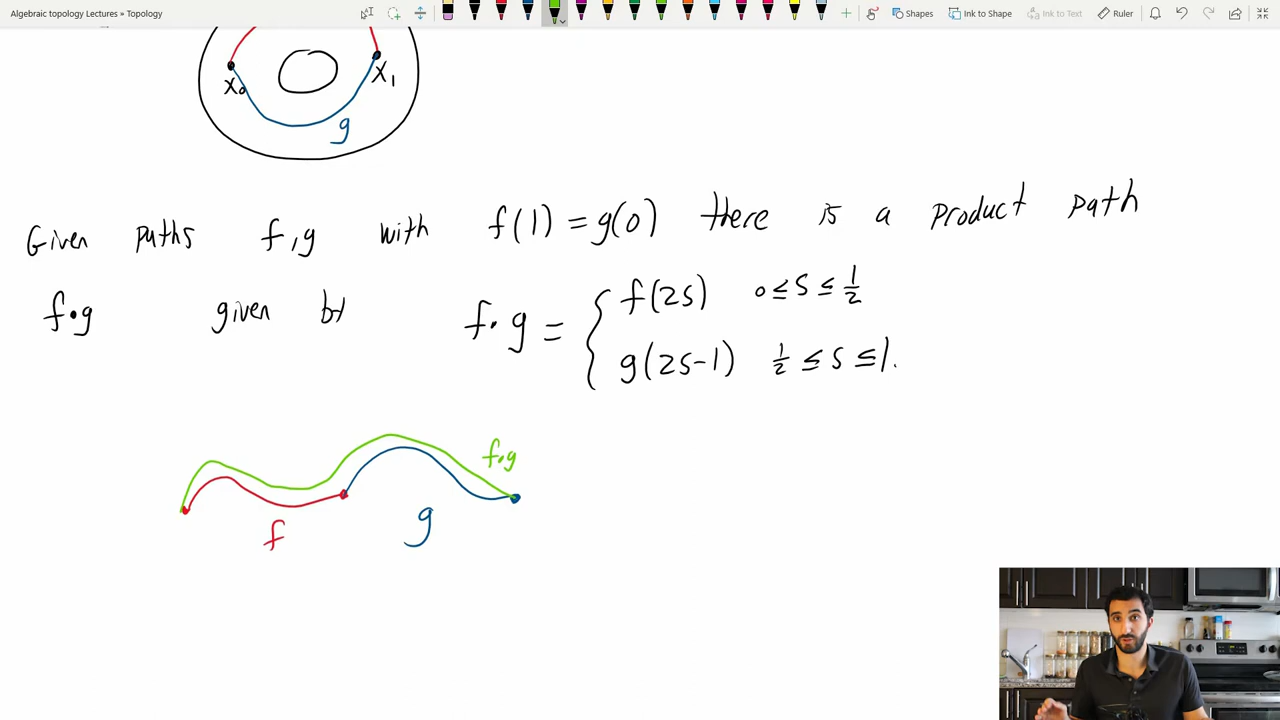 Algebraic topology Lectures » Topology
Shapes
Ink to Shape
Ink to Text
Ruler
x₀
x₁
g
Given paths f,g with f(1)=g(0) there is a product path
f•g given by f•g = { f(2s) 0≤s≤1/2
g(2s-1) 1/2≤s≤1.
f•g
f
g